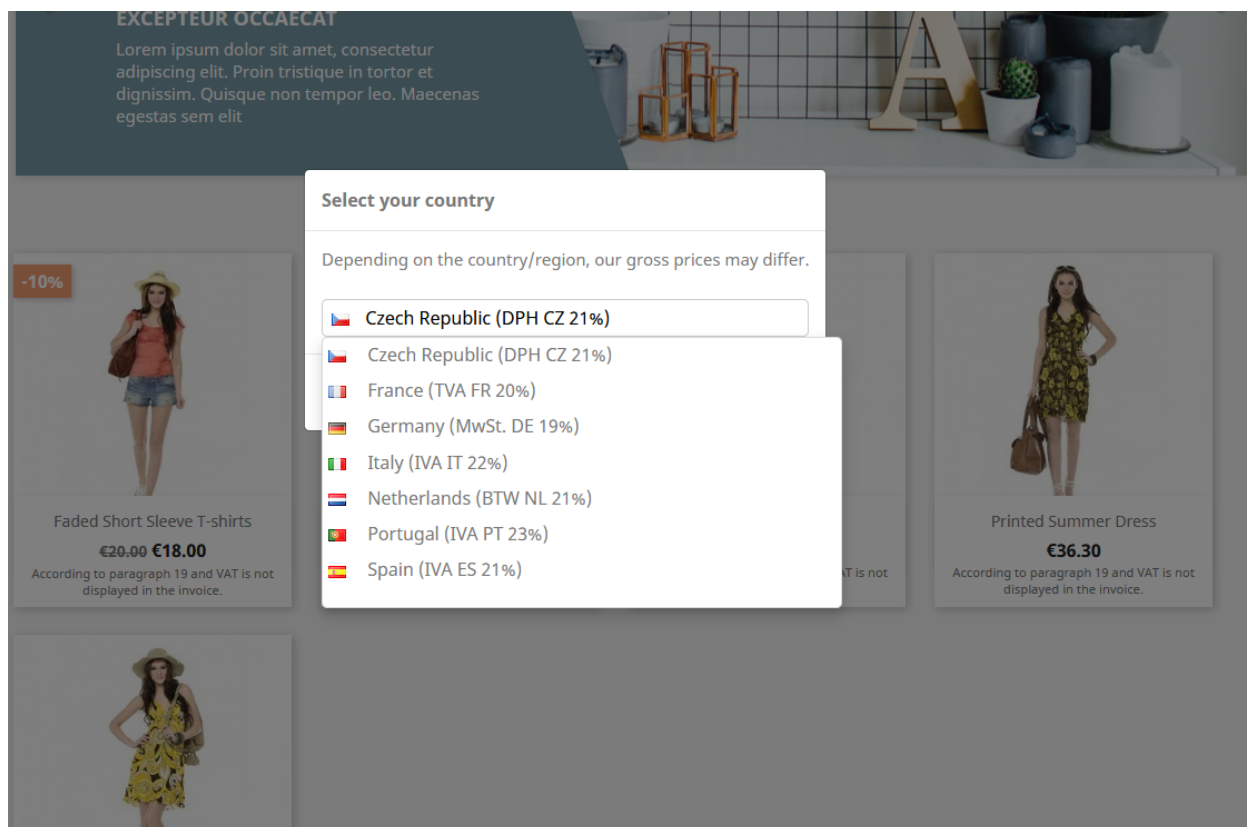 EXCEPTEUR OCCAECAT
Lorem ipsum dolor sit amet, consectetur
adipiscing elit. Proin tristique in tortor et
dignissim. Quisque non tempor leo. Maecenas
egestas sem elit
A
Select your country
Depending on the country/region, our gross prices may differ.
Czech Republic (DPH CZ 21%)
Czech Republic (DPH CZ 21%)
France (TVA FR 20%)
Germany (MwSt. DE 19%)
Italy (IVA IT 22%)
Netherlands (BTW NL 21%)
Portugal (IVA PT 23%)
Spain (IVA ES 21%)
-10%
Faded Short Sleeve T-shirts
€20.00 €18.00
According to paragraph 19 and VAT is not
displayed in the invoice.
AT is not
Printed Summer Dress
€36.30
According to paragraph 19 and VAT is not
displayed in the invoice.